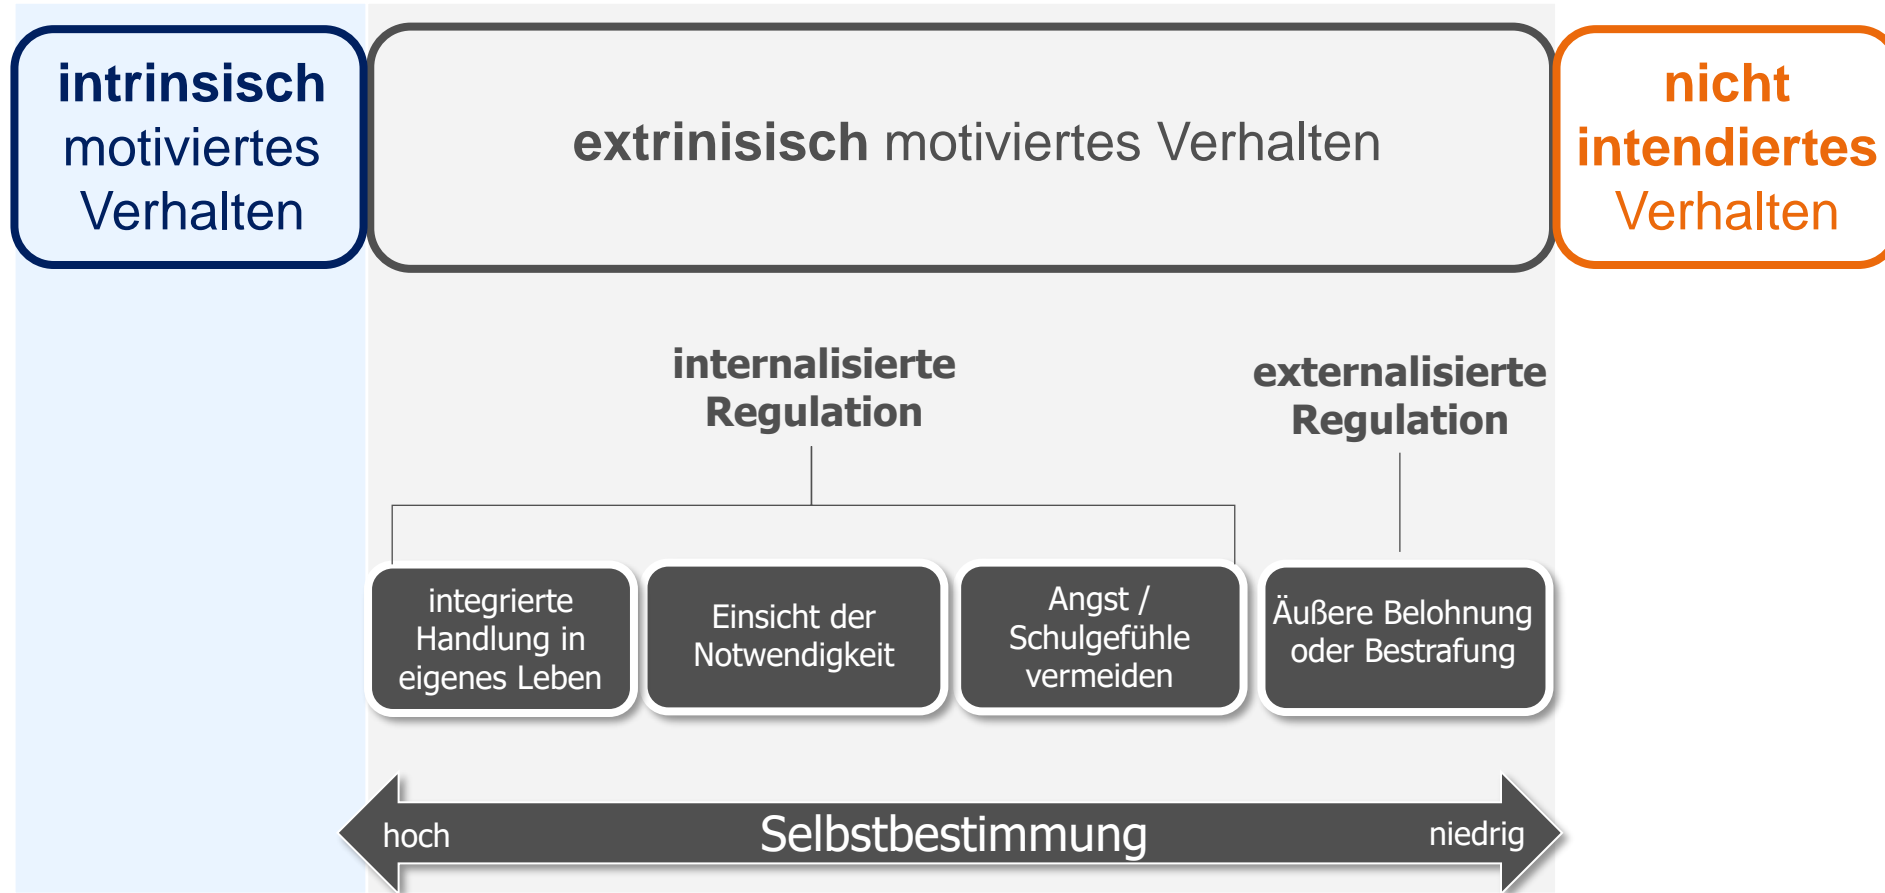 intrinsisch
motiviertes
Verhalten
extrinisisch motiviertes Verhalten
nicht
intendiertes
Verhalten
internalisierte
Regulation
externalisierte
Regulation
integrierte
Handlung in
eigenes Leben
Einsicht der
Notwendigkeit
Angst /
Schulgefühle
vermeiden
Äußere Belohnung
oder Bestrafung
hoch
Selbstbestimmung
niedrig